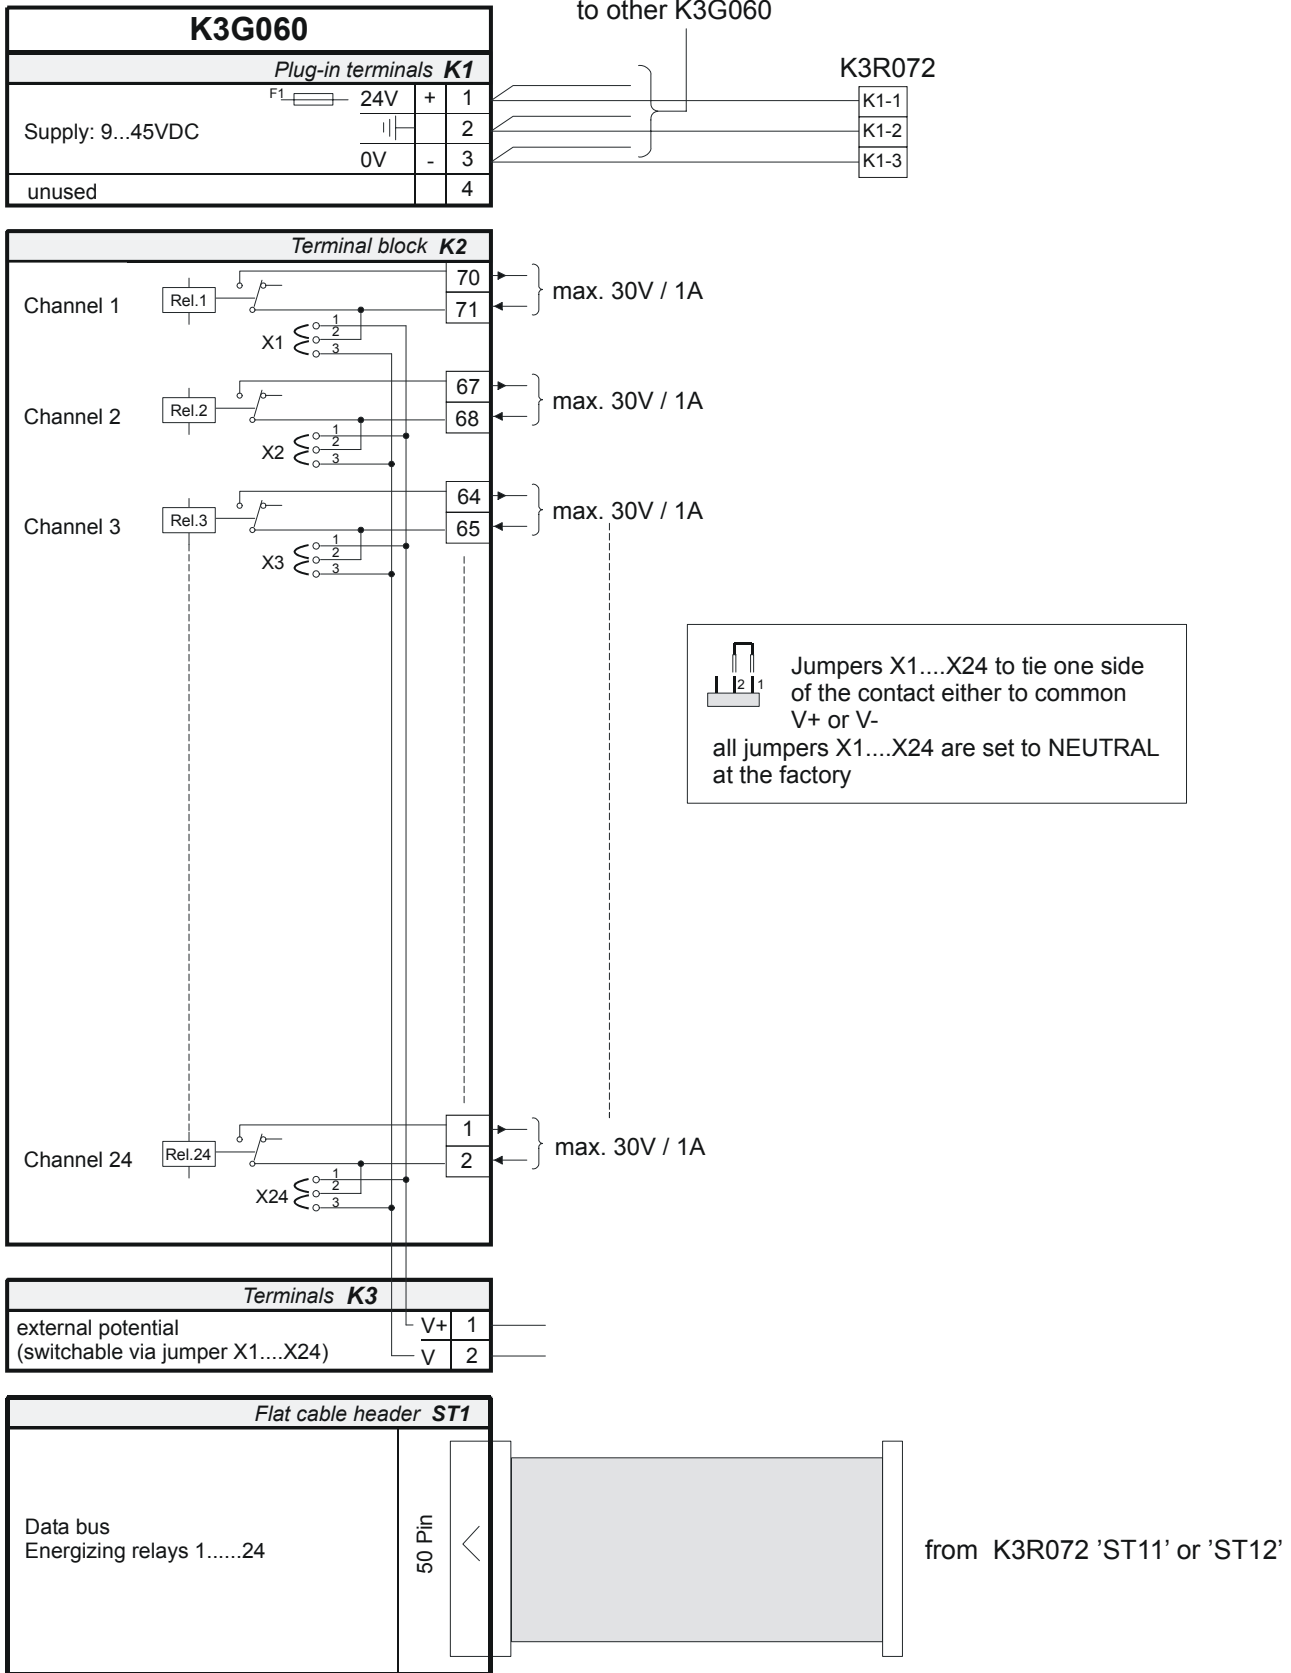 to other K3G060
K3G060
Plug-in terminals K1
K3R072
F1 24V + 1
K1-1
Supply: 9...45VDC
2
K1-2
0V - 3
K1-3
unused
4
Terminal block K2
70
Channel 1
Rel.1
71
max. 30V / 1A
X1
1
2
3
67
Channel 2
Rel.2
68
max. 30V / 1A
X2
1
2
3
64
Channel 3
Rel.3
65
max. 30V / 1A
X3
1
2
3
2 1
Jumpers X1....X24 to tie one side
of the contact either to common
V+ or V-
all jumpers X1....X24 are set to NEUTRAL
at the factory
1
Channel 24
Rel.24
2
max. 30V / 1A
X24
1
2
3
Terminals K3
external potential
(switchable via jumper X1....X24)
V+ 1
V 2
Flat cable header ST1
Data bus
Energizing relays 1......24
50 Pin
from K3R072 ’ST11’ or ’ST12’